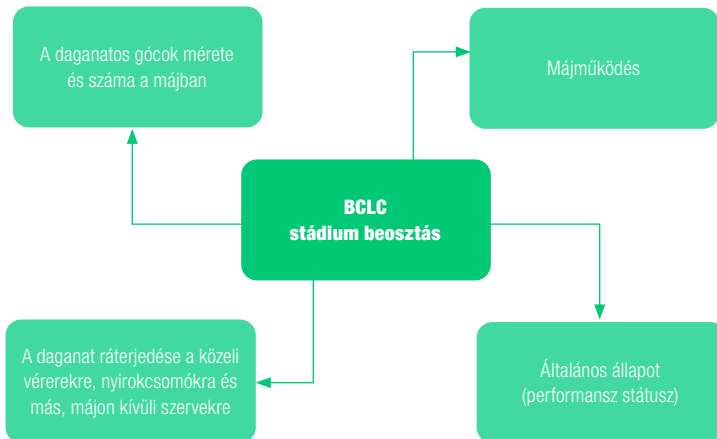 A daganatos gócok mérete
és száma a májban
Májműködés
BCLC
stádium beosztás
A daganat ráterjedése a közeli
vérerekre, nyirokcsomókra és
más, májon kívüli szervekre
Általános állapot
(performansz státusz)